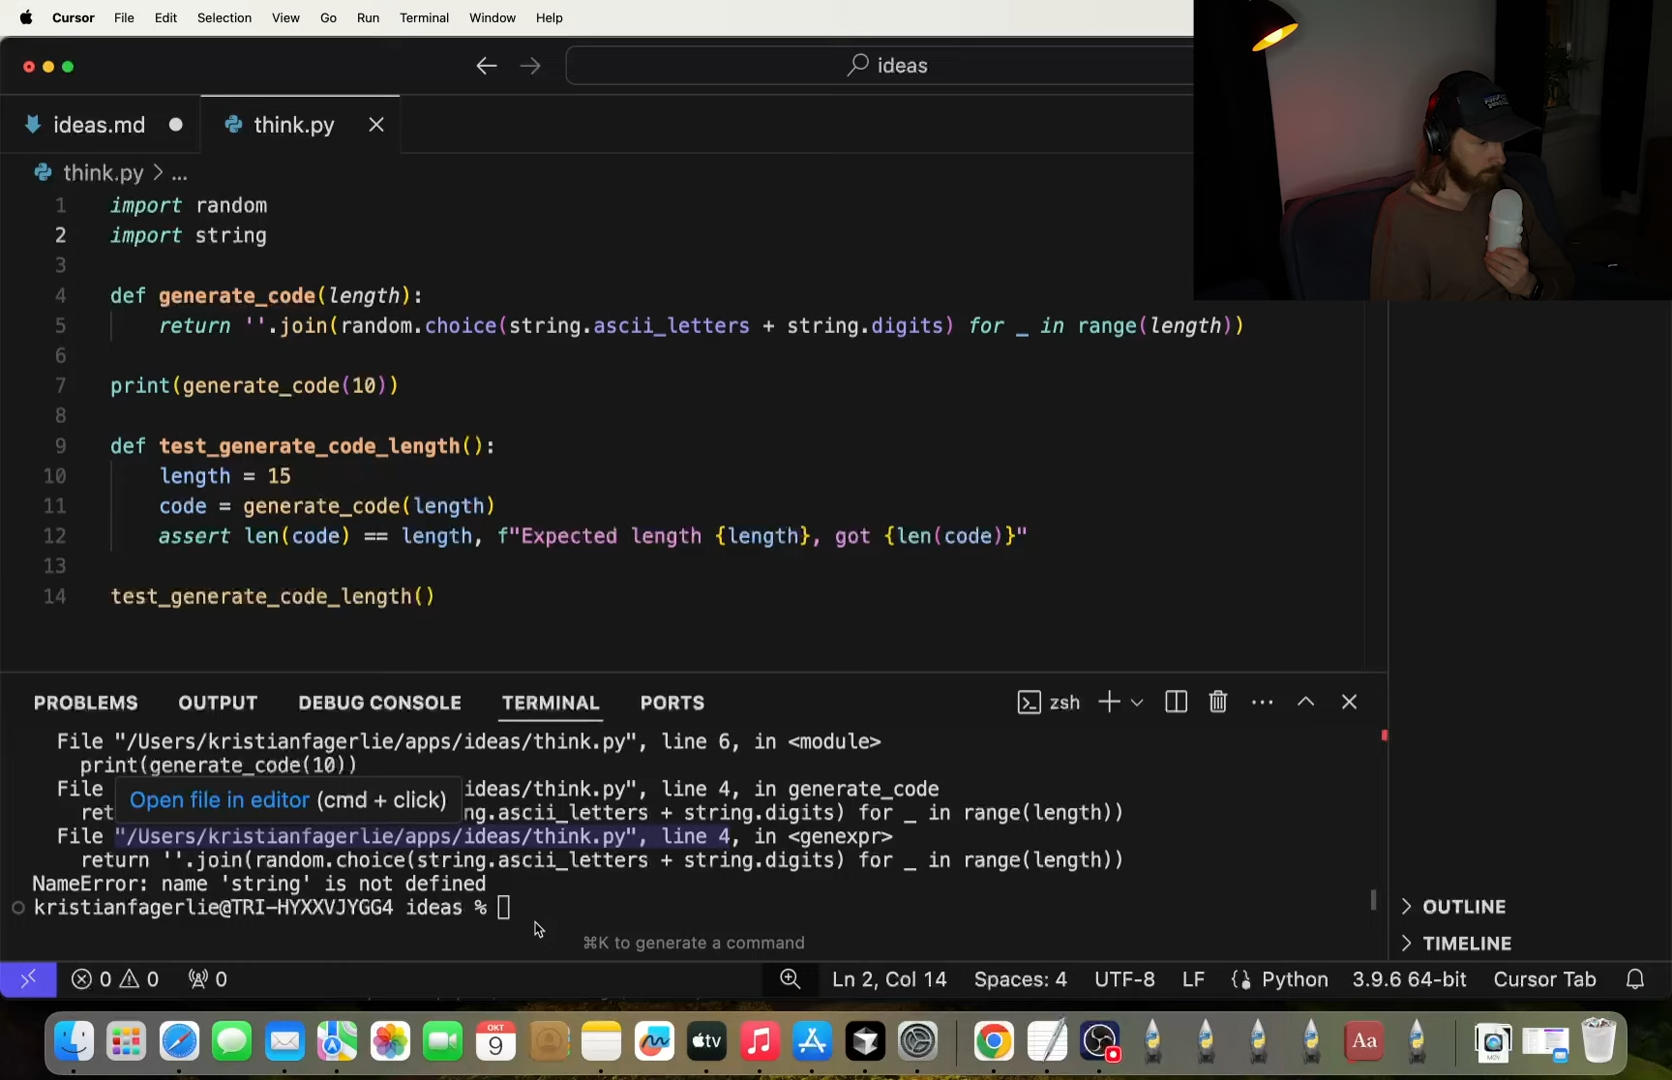 Cursor File Edit Selection View Go Run Terminal Window Help
ideas
ideas.md think.py
think.py > ...
1 import random
2 import string
3
4 def generate_code(length):
5 return ''.join(random.choice(string.ascii_letters + string.digits) for _ in range(length))
6
7 print(generate_code(10))
8
9 def test_generate_code_length():
10 length = 15
11 code = generate_code(length)
12 assert len(code) == length, f"Expected length {length}, got {len(code)}"
13
14 test_generate_code_length()
PROBLEMS OUTPUT DEBUG CONSOLE TERMINAL PORTS zsh
File "/Users/kristianfagerlie/apps/ideas/think.py", line 6, in <module>
print(generate_code(10))
File ideas/think.py", line 4, in generate_code
Open file in editor (cmd + click)
ret ng.ascii_letters + string.digits) for _ in range(length))
File "/Users/kristianfagerlie/apps/ideas/think.py", line 4, in <genexpr>
return ''.join(random.choice(string.ascii_letters + string.digits) for _ in range(length))
NameError: name 'string' is not defined
kristianfagerlie@TRI-HYXXVJYGG4 ideas %
⌘K to generate a command
OUTLINE
TIMELINE
0 0 0 Ln 2, Col 14 Spaces: 4 UTF-8 LF Python 3.9.6 64-bit Cursor Tab
OKT
9
tv
Aa
MOV